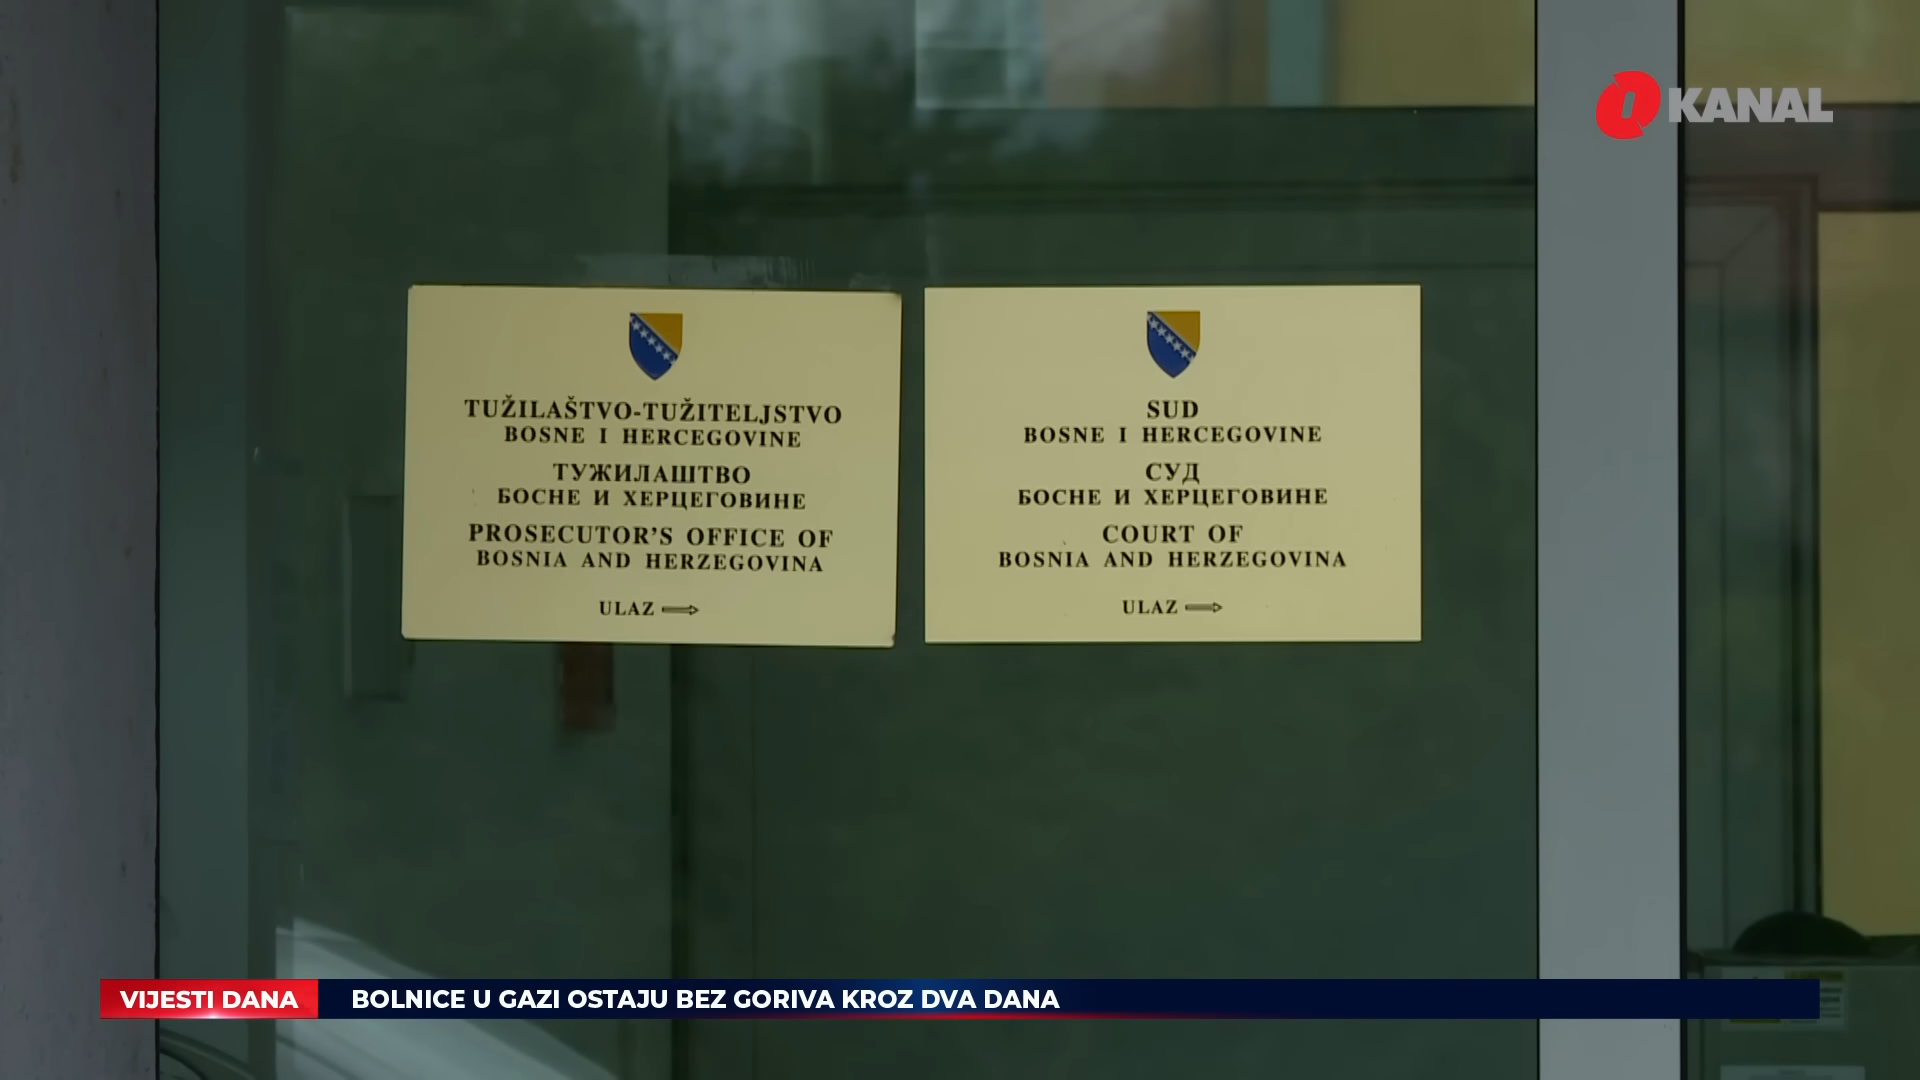 KANAL
TUŽILAŠTVO-TUŽITELJSTVO
BOSNE I HERCEGOVINE
ТУЖИЛАШТВО
БОСНЕ И ХЕРЦЕГОВИНЕ
PROSECUTOR'S OFFICE OF
BOSNIA AND HERZEGOVINA
ULAZ
SUD
BOSNE I HERCEGOVINE
СУД
БОСНЕ И ХЕРЦЕГОВИНЕ
COURT OF
BOSNIA AND HERZEGOVINA
ULAZ
VIJESTI DANA
BOLNICE U GAZI OSTAJU BEZ GORIVA KROZ DVA DANA